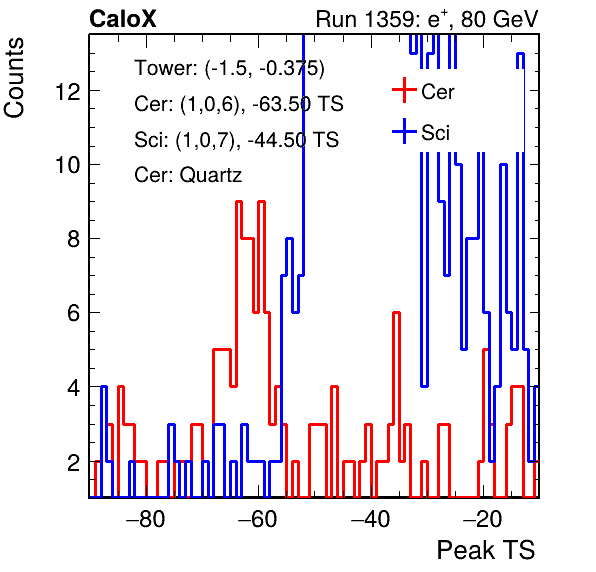 CaloX Run 1359: e⁺, 80 GeV
Counts
Tower: (-1.5, -0.375)
Cer: (1,0,6), -63.50 TS
Sci: (1,0,7), -44.50 TS
Cer: Quartz
Cer
Sci
12
10
8
6
4
2
−80 −60 −40 −20
Peak TS